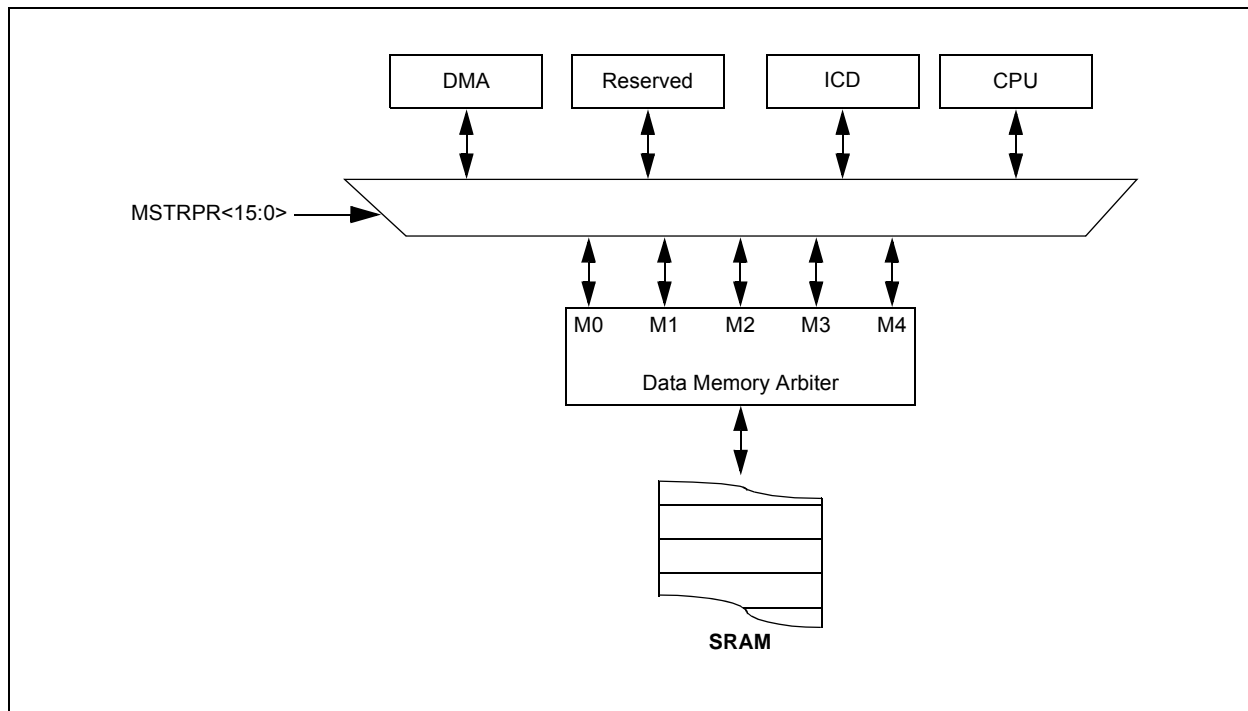 DMA Reserved ICD CPU
MSTRPR<15:0>
M0 M1 M2 M3 M4
Data Memory Arbiter
SRAM